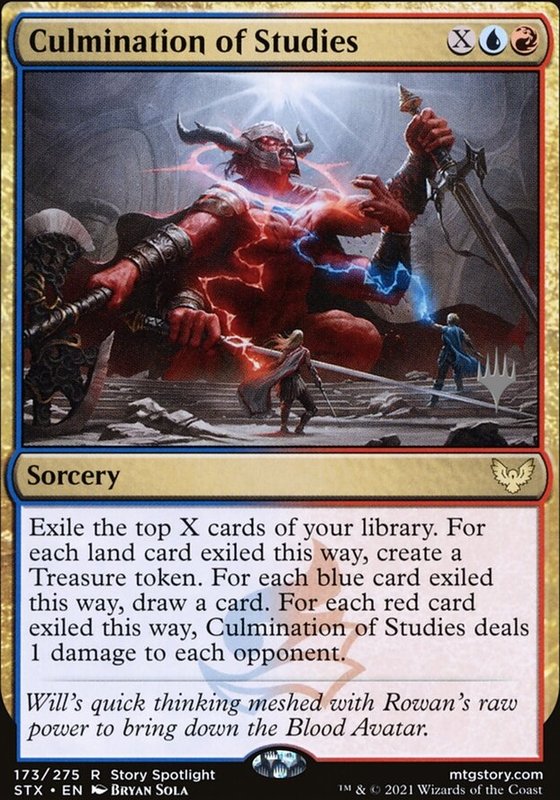 Culmination of Studies X
Sorcery
Exile the top X cards of your library. For
each land card exiled this way, create a
Treasure token. For each blue card exiled
this way, draw a card. For each red card
exiled this way, Culmination of Studies deals
1 damage to each opponent.
Will's quick thinking meshed with Rowan's raw
power to bring down the Blood Avatar.
173/275 R Story Spotlight
STX • EN BRYAN SOLA
mtgstory.com
™ & © 2021 Wizards of the Coast